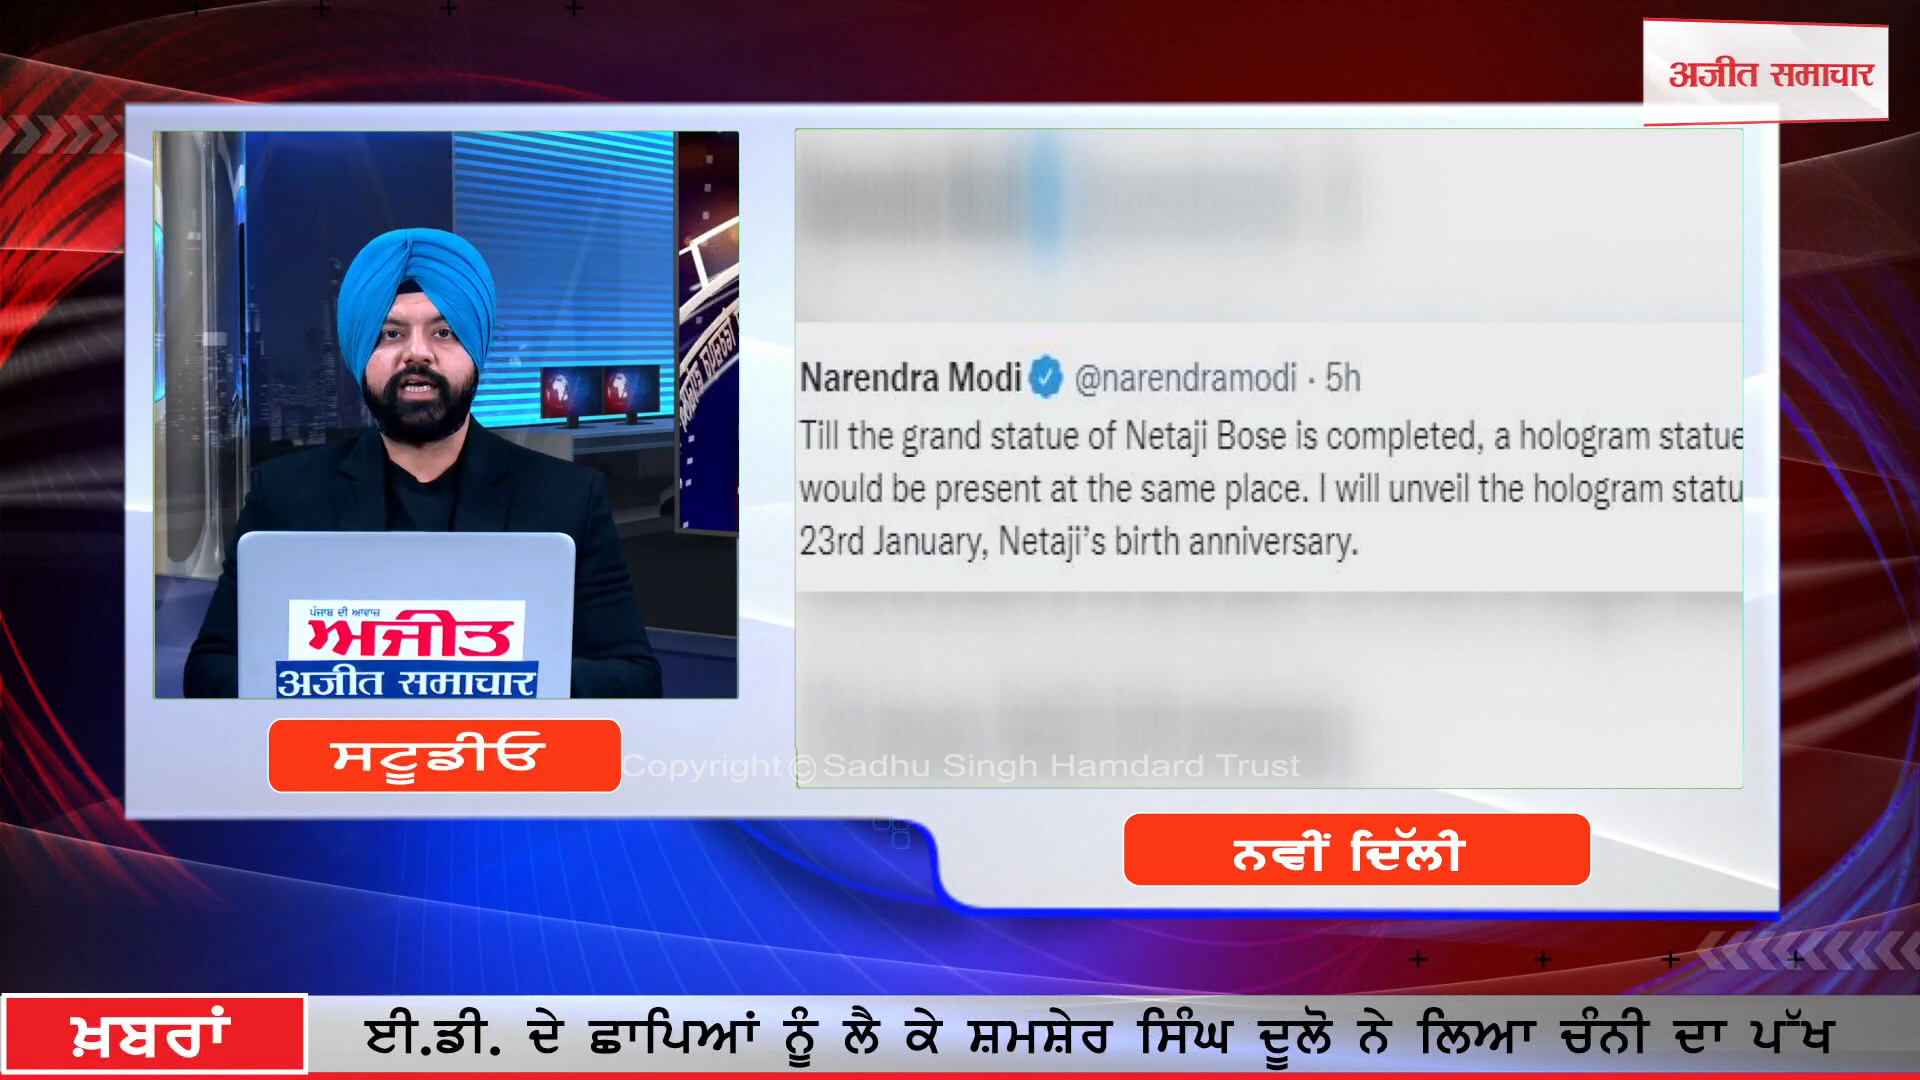 अजीत समाचार
Narendra Modi @narendramodi · 5h
Till the grand statue of Netaji Bose is completed, a hologram statue
would be present at the same place. I will unveil the hologram statu
23rd January, Netaji's birth anniversary.
ਪੰਜਾਬ ਦੀ ਆਵਾਜ਼
ਅਜੀਤ
अजीत समाचार
ਸਟੂਡੀਓ
Copyright © Sadhu Singh Hamdard Trust
ਨਵੀਂ ਦਿੱਲੀ
ਖ਼ਬਰਾਂ
ਈ.ਡੀ. ਦੇ ਛਾਪਿਆਂ ਨੂੰ ਲੈ ਕੇ ਸ਼ਮਸ਼ੇਰ ਸਿੰਘ ਦੂਲੋ ਨੇ ਲਿਆ ਚੰਨੀ ਦਾ ਪੱਖ